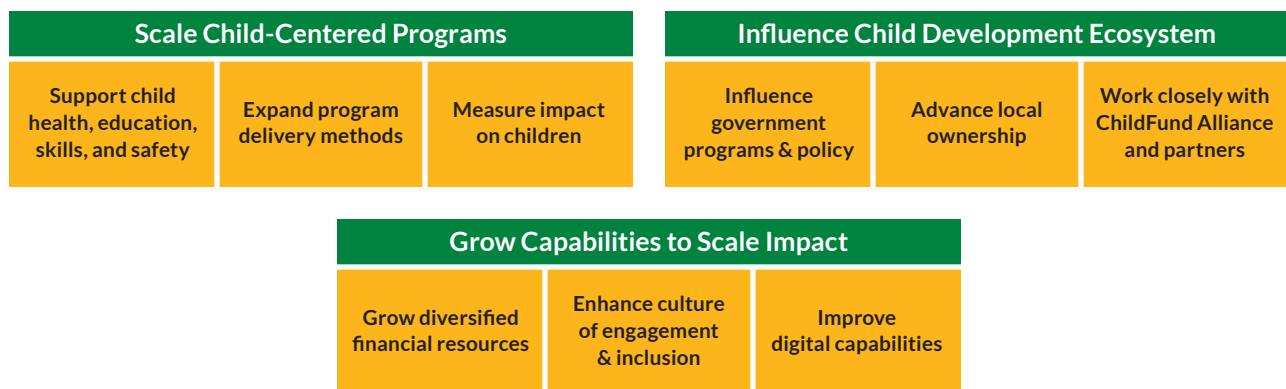 Scale Child-Centered Programs
Support child
health, education,
skills, and safety
Expand program
delivery methods
Measure impact
on children
Influence Child Development Ecosystem
Influence
government
programs & policy
Advance local
ownership
Work closely with
ChildFund Alliance
and partners
Grow Capabilities to Scale Impact
Grow diversified
financial resources
Enhance culture
of engagement
& inclusion
Improve
digital capabilities